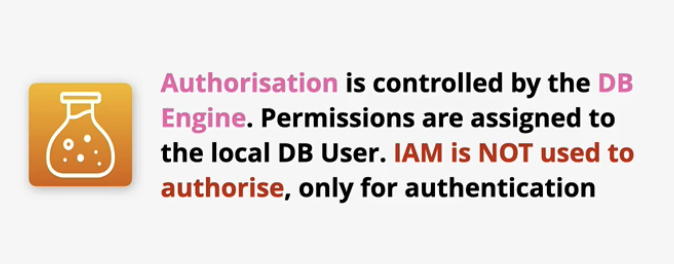 Authorisation is controlled by the DB
Engine. Permissions are assigned to
the local DB User. IAM is NOT used to
authorise, only for authentication